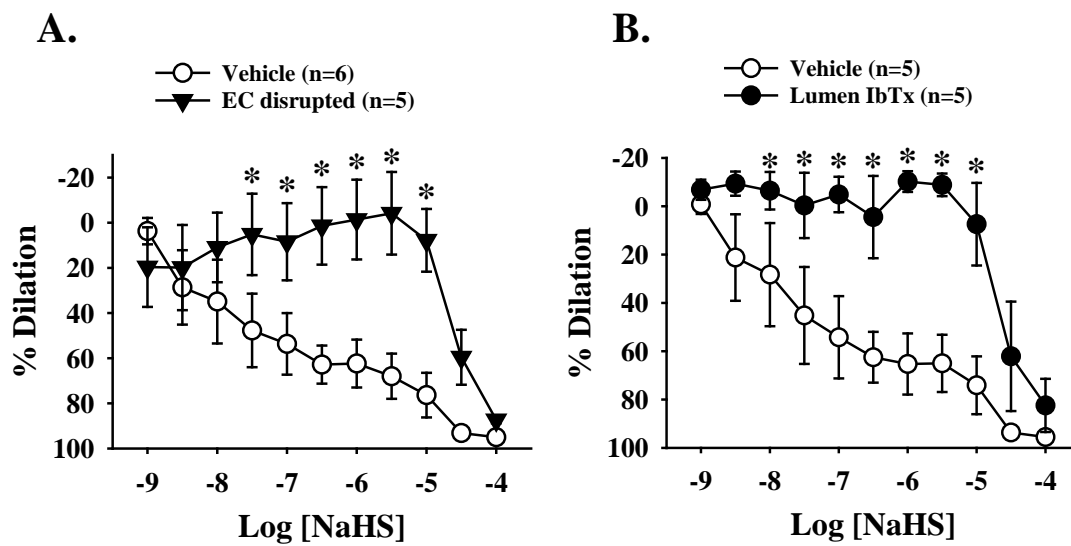 A.
Vehicle (n=6)
EC disrupted (n=5)
* * * * * *
-20
0
20
40
60
80
100
% Dilation
-9 -8 -7 -6 -5 -4
Log [NaHS]
B.
Vehicle (n=5)
Lumen IbTx (n=5)
* * * * * * *
-20
0
20
40
60
80
100
% Dilation
-9 -8 -7 -6 -5 -4
Log [NaHS]